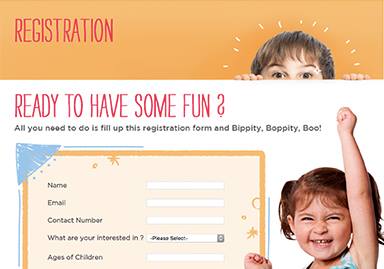 REGISTRATION
READY TO HAVE SOME FUN ?
All you need to do is fill up this registration form and Bippity, Boppity, Boo!
Name
Email
Contact Number
What are your interested in ? -Please Select-
Ages of Children